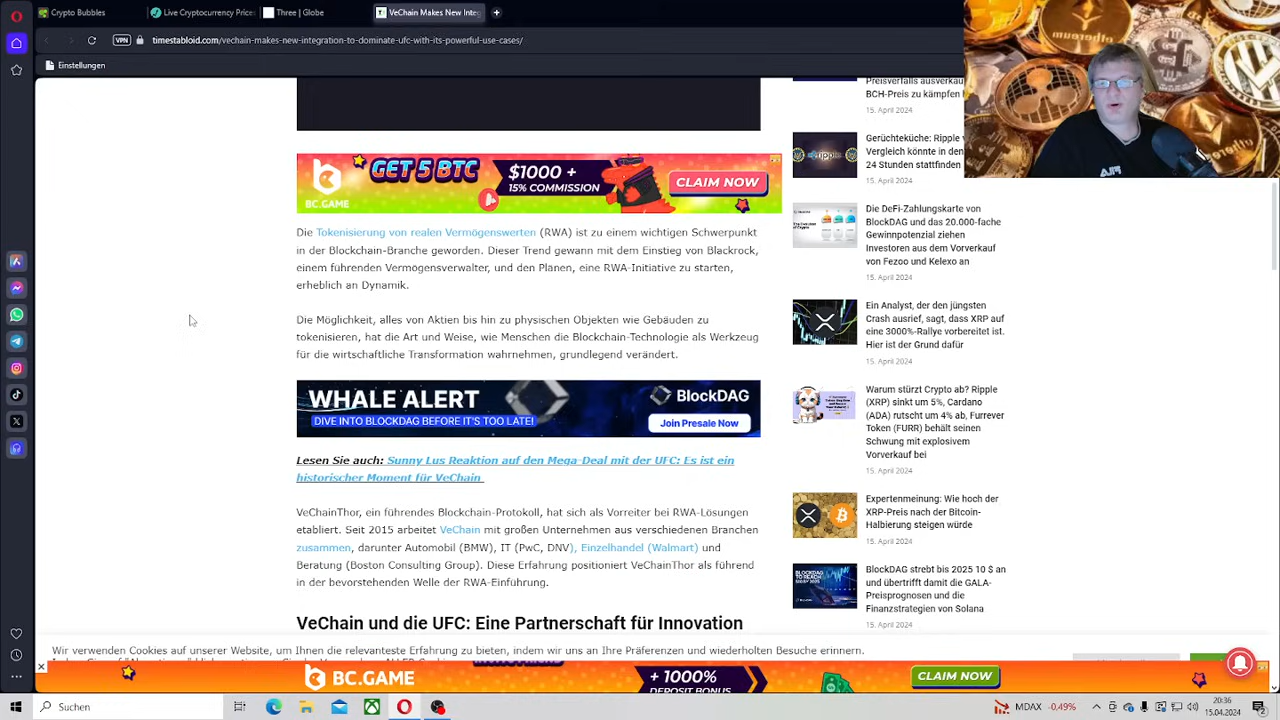 Crypto Bubbles
Live Cryptocurrency Price
Three | Globe
VeChain Makes New Inte
VPN
timestabloid.com/vechain-makes-new-integration-to-dominate-ufc-with-its-powerful-use-cases/
Einstellungen
BC.GAME
GET 5 BTC
$1000 +
15% COMMISSION
CLAIM NOW
Die Tokenisierung von realen Vermögenswerten (RWA) ist zu einem wichtigen Schwerpunkt
in der Blockchain-Branche geworden. Dieser Trend gewann mit dem Einstieg von Blackrock,
einem führenden Vermögensverwalter, und den Planen, eine RWA-Initiative zu starten,
erheblich an Dynamik.
Die Möglichkeit, alles von Aktien bis hin zu physischen Objekten wie Gebäuden zu
tokenisieren, hat die Art und Weise, wie Menschen die Blockchain-Technologie als Werkzeug
für die wirtschaftliche Transformation wahrnehmen, grundlegend verändert.
WHALE ALERT
DIVE INTO BLOCKDAG BEFORE IT'S TOO LATE!
BlockDAG
Join Presale Now
Lesen Sie auch: Sunny Lus Reaktion auf den Mega-Deal mit der UFC: Es ist ein
historischer Moment für VeChain
VeChainThor, ein führendes Blockchain-Protokoll, hat sich als Vorreiter bei RWA-Lösungen
etabliert. Seit 2015 arbeitet VeChain mit großen Unternehmen aus verschiedenen Branchen
zusammen, darunter Automobil (BMW), IT (PwC, DNV), Einzelhandel (Walmart) und
Beratung (Boston Consulting Group). Diese Erfahrung positioniert VeChainThor als führend
in der bevorstehenden Welle der RWA-Einführung.
VeChain und die UFC: Eine Partnerschaft für Innovation
Preisverfalls ausverkau
BCH-Preis zu kämpfen h
15. April 2024
Gerüchteküche: Ripple v
Vergleich könnte in den
24 Stunden stattfinden
15. April 2024
Die DeFi-Zahlungskarte von
BlockDAG und das 20.000-fache
Gewinnpotenzial ziehen
Investoren aus dem Vorverkauf
von Fezoo und Kelexo an
15. April 2024
Ein Analyst, der den jüngsten
Crash ausrief, sagt, dass XRP auf
eine 3000%-Rallye vorbereitet ist.
Hier ist der Grund dafür
15. April 2024
Warum stürzt Crypto ab? Ripple
(XRP) sinkt um 5%, Cardano
(ADA) rutscht um 4% ab, Furrever
Token (FURR) behält seinen
Schwung mit explosivem
Vorverkauf bei
15. April 2024
Expertenmeinung: Wie hoch der
XRP-Preis nach der Bitcoin-
Halbierung steigen würde
15. April 2024
BlockDAG strebt bis 2025 10 $ an
und übertrifft damit die GALA-
Preisprognosen und die
Finanzstrategien von Solana
15. April 2024
Wir verwenden Cookies auf unserer Website, um Ihnen die relevanteste Erfahrung zu bieten, indem wir uns an Ihre Präferenzen und wiederholten Besuche erinnern.
BC.GAME
+ 1000%
DEPOSIT BONUS
CLAIM NOW
Suchen
MDAX -0.49%
20:36
15.04.2024